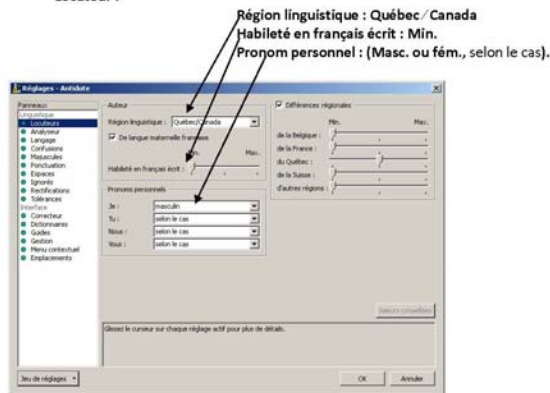 Région linguistique : Québec/Canada
Habileté en français écrit : Min.
Pronom personnel : (Masc. ou fém., selon le cas).
Réglages - Antidote
Panneaux
Linguistique
Locuteurs
Analyseur
Langage
Confusions
Majuscules
Ponctuation
Espaces
Ignorés
Rectifications
Tolérances
Interface
Correcteur
Dictionnaires
Guides
Gestion
Menu contextuel
Emplacements
Auteur
Région linguistique : Québec/Canada
De langue maternelle française
Min. Max.
Habileté en français écrit :
Pronoms personnels
Je : masculin
Tu : selon le cas
Nous : selon le cas
Vous : selon le cas
Différences régionales
Min. Max.
de la Belgique :
de la France :
du Québec :
de la Suisse :
d'autres régions :
Valeurs conseillées
Glissez le curseur sur chaque réglage actif pour plus de détails.
Jeu de réglages
OK Annuler